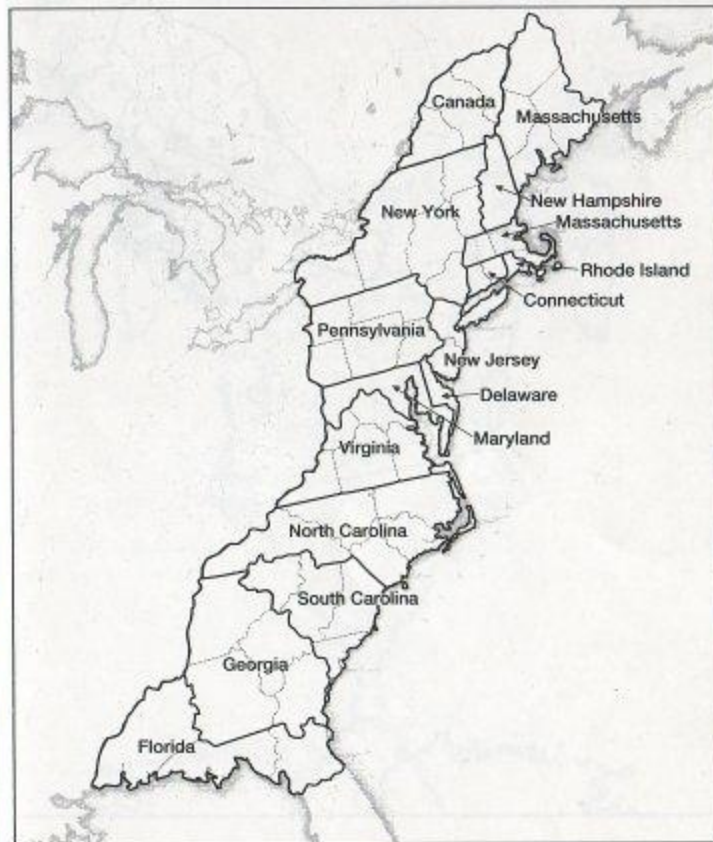 Canada
Massachusetts
New Hampshire
New York
Massachusetts
Rhode Island
Connecticut
Pennsylvania
New Jersey
Delaware
Maryland
Virginia
North Carolina
South Carolina
Georgia
Florida